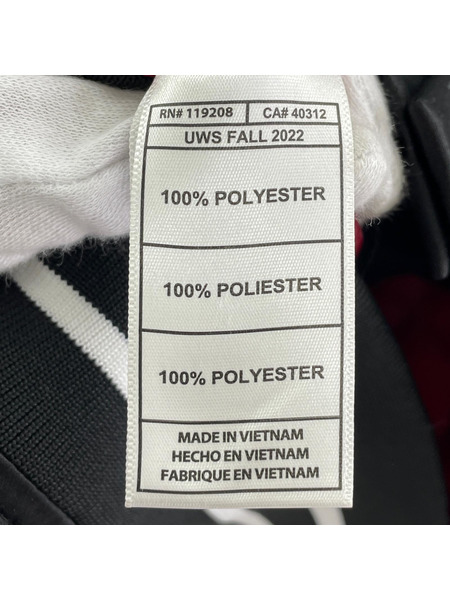 RN# 119208 CA# 40312
UWS FALL 2022
100% POLYESTER
100% POLIESTER
100% POLYESTER
MADE IN VIETNAM
HECHO EN VIETNAM
FABRIQUE EN VIETNAM